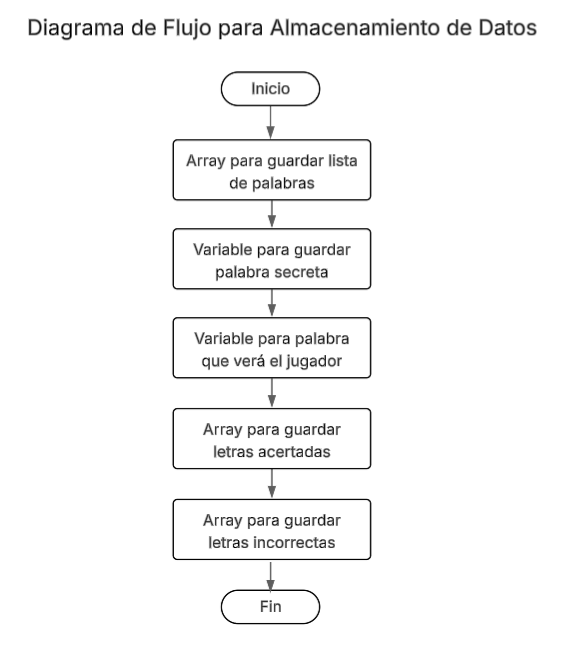 Diagrama de Flujo para Almacenamiento de Datos
Inicio
Array para guardar lista
de palabras
Variable para guardar
palabra secreta
Variable para palabra
que verá el jugador
Array para guardar
letras acertadas
Array para guardar
letras incorrectas
Fin